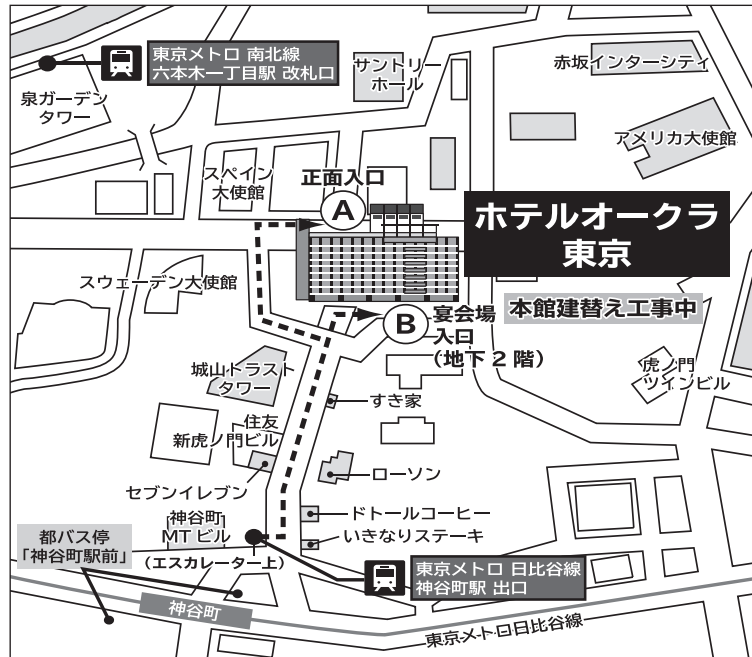 東京メトロ 南北線
六本木一丁目駅 改札口
泉ガーデン
タワー
サントリー
ホール
赤坂インターシティ
アメリカ大使館
スペイン
大使館
正面入口
A
ホテルオークラ
東京
スウェーデン大使館
B
宴会場
入口
（地下 2 階）
本館建替え工事中
城山トラスト
タワー
虎ノ門
ツインビル
すき家
住友
新虎ノ門ビル
ローソン
セブンイレブン
神谷町
MT ビル
（エスカレーター上）
ドトールコーヒー
いきなりステーキ
都バス停
「神谷町駅前」
東京メトロ 日比谷線
神谷町駅 出口
神谷町
東京メトロ日比谷線